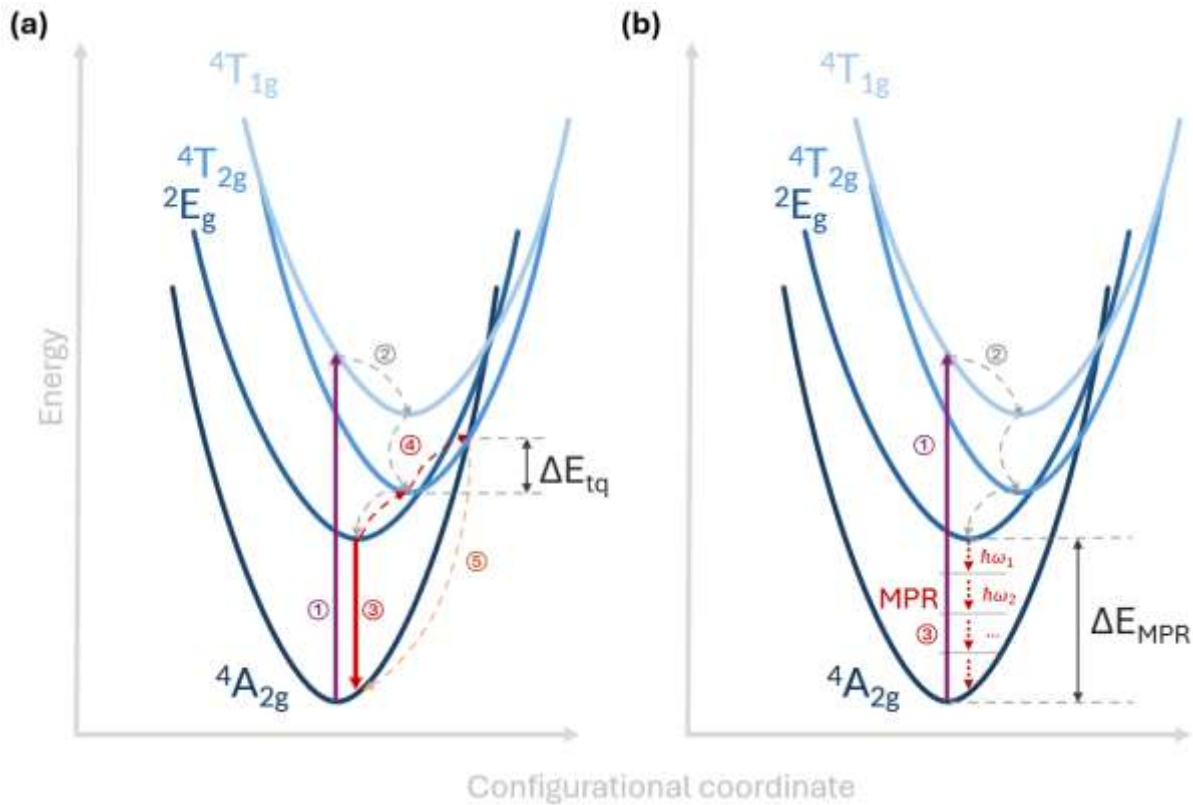 (a)
⁴T₁g
⁴T₂g
²Eg
Energy
②
④
ΔEtq
⑤
①
③
⁴A₂g
(b)
⁴T₁g
⁴T₂g
²Eg
②
①
ħω₁
MPR
ħω₂
③
...
ΔEMPR
⁴A₂g
Configurational coordinate